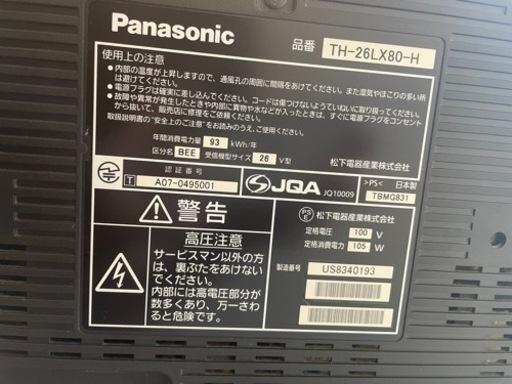 Panasonic
品番 TH-26LX80-H
使用上の注意
●内部の温度が上昇しますので、通風孔の周囲に間隔をあけてください。また湿気やほこりの多い所は避けてください。
●電源プラグは確実に差し込んでください。コードは傷つけないようていねいに取り扱ってください。
●故障や異常が発生したときや内部に異物や水などが入ったときは、すぐに電源プラグをコンセントから抜いて、販売店に修理をご依頼ください。
取扱説明書の"安全上のご注意"をお読みのうえ、ご使用ください。
年間消費電力量 93 kWh/年
区分名 BEE 受信機型サイズ 26 V型
松下電器産業株式会社
認証番号
T A07-0495001
JQA JQ10009
>PS< 日本製
TBMG831
警告
高圧注意
サービスマン以外の方は、裏ぶたをあけないでください。
内部には高電圧部分が数多くあり、万一さわると危険です。
PSE 松下電器産業株式会社
定格電圧 100 V
定格消費電力 105 W
製造番号 US8340193